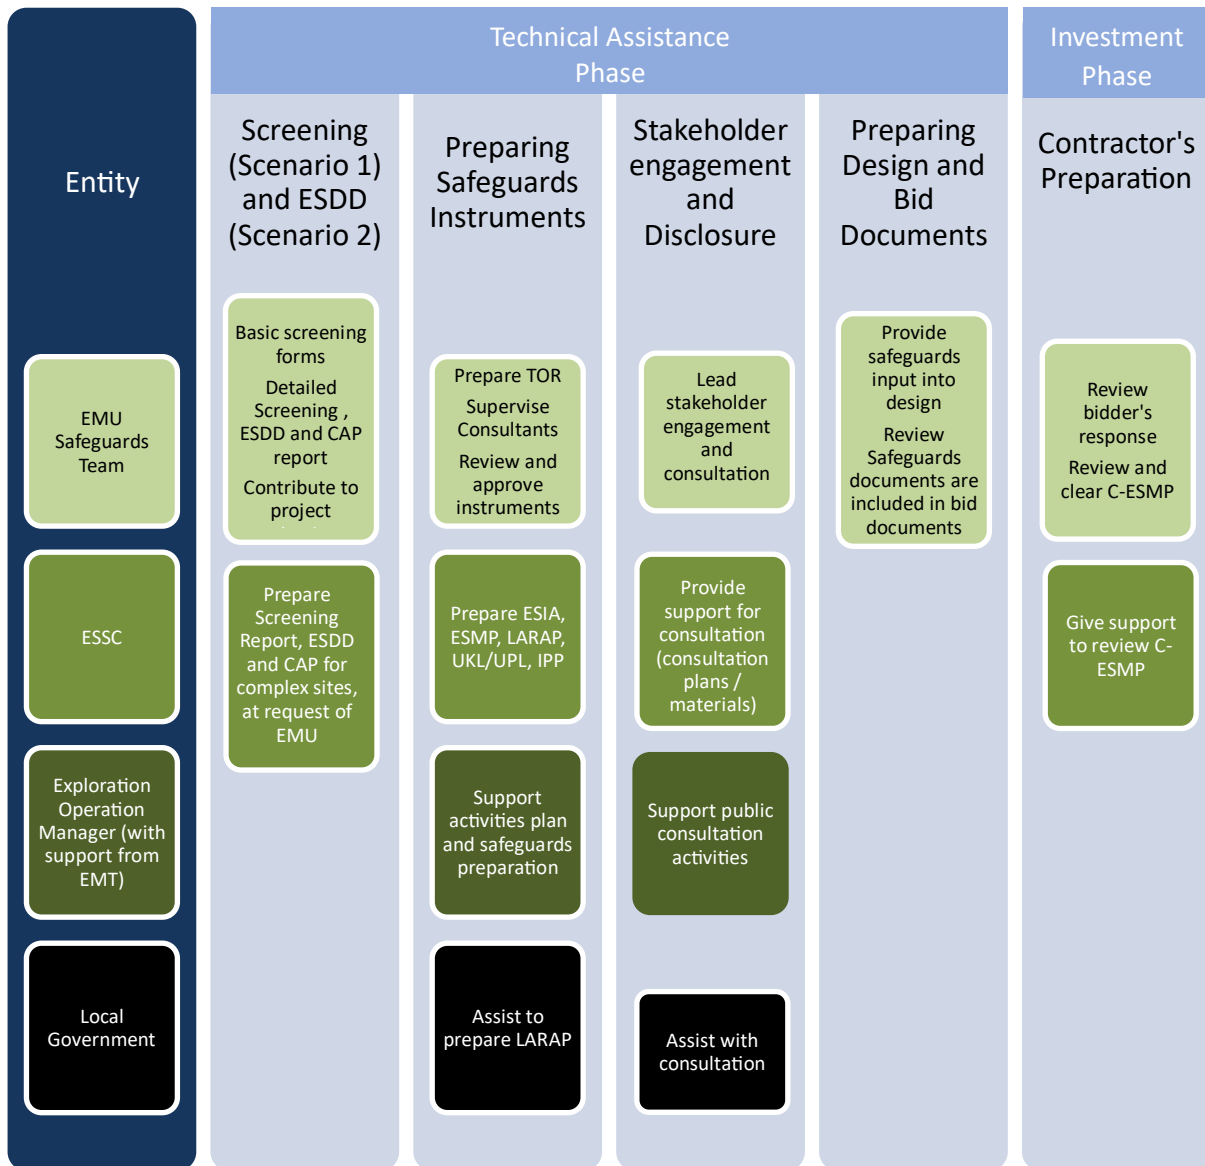 Technical Assistance
Phase
Investment
Phase
Entity
Screening
(Scenario 1)
and ESDD
(Scenario 2)
Preparing
Safeguards
Instruments
Stakeholder
engagement
and
Disclosure
Preparing
Design and
Bid
Documents
Contractor's
Preparation
EMU
Safeguards
Team
Basic screening
forms
Detailed
Screening ,
ESDD and CAP
report
Contribute to
project
Prepare TOR
Supervise
Consultants
Review and
approve
instruments
Lead
stakeholder
engagement
and
consultation
Provide
safeguards
input into
design
Review
Safeguards
documents are
included in bid
documents
Review
bidder's
response
Review and
clear C-ESMP
ESSC
Prepare
Screening
Report, ESDD
and CAP for
complex sites,
at request of
EMU
Prepare ESIA,
ESMP, LARAP,
UKL/UPL, IPP
Provide
support for
consultation
(consultation
plans /
materials)
Give support
to review C-
ESMP
Exploration
Operation
Manager (with
support from
EMT)
Support
activities plan
and safeguards
preparation
Support public
consultation
activities
Local
Government
Assist to
prepare LARAP
Assist with
consultation